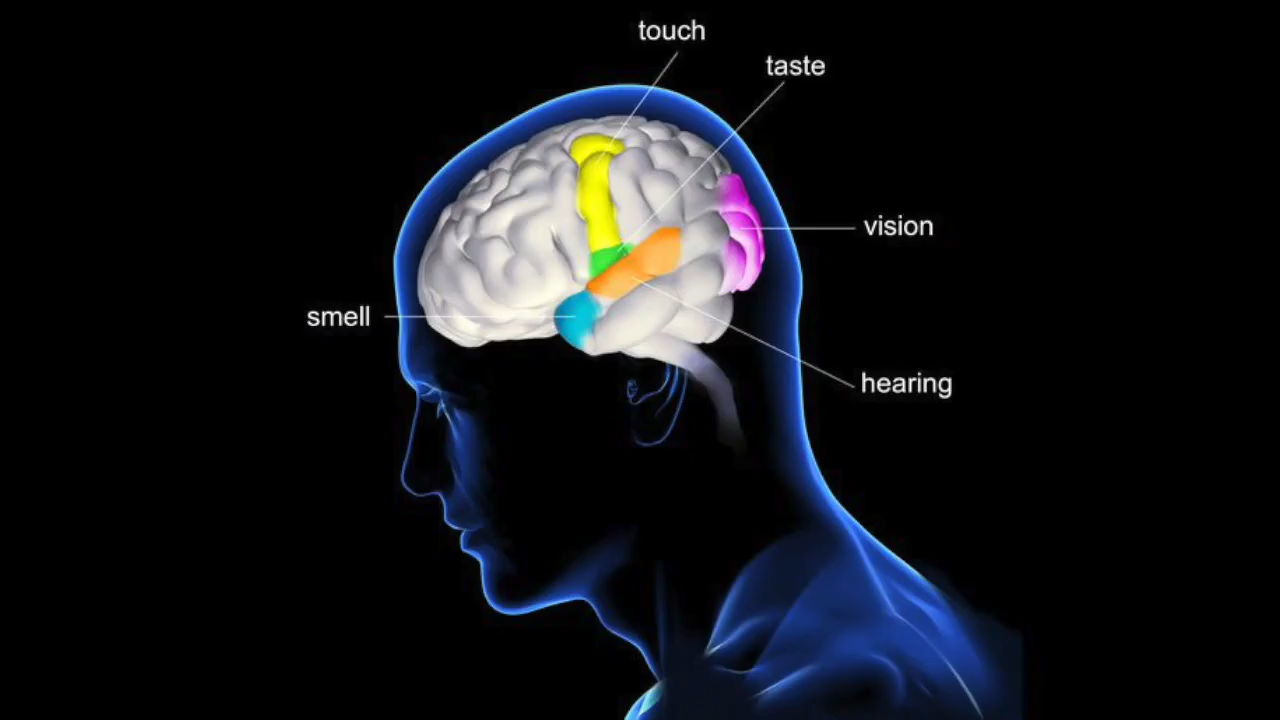 touch
taste
vision
smell
hearing